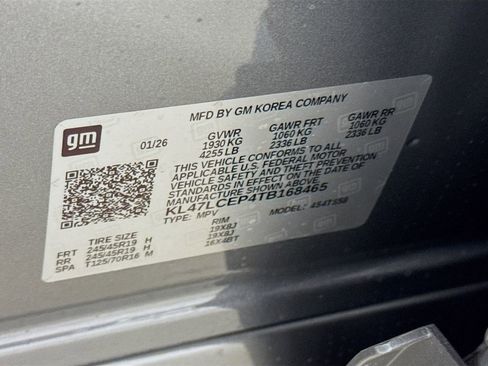 MFD BY GM KOREA COMPANY
gm
01/26
GVWR GAWR FRT GAWR RR
1930 KG 1060 KG 1060 KG
4255 LB 2336 LB 2336 LB
THIS VEHICLE CONFORMS TO ALL
APPLICABLE U.S. FEDERAL MOTOR
VEHICLE SAFETY AND THEFT PREVENTION
STANDARDS IN EFFECT ON THE DATE OF
MANUFACTURE SHOWN ABOVE.
KL47LCEP4TB168465
TYPE: MPV MODEL: 4S4TS58
TIRE SIZE RIM
FRT 245/45R19 H 19X8J
RR 245/45R19 H 19X8J
SPA T125/70R16 M 16X4BT